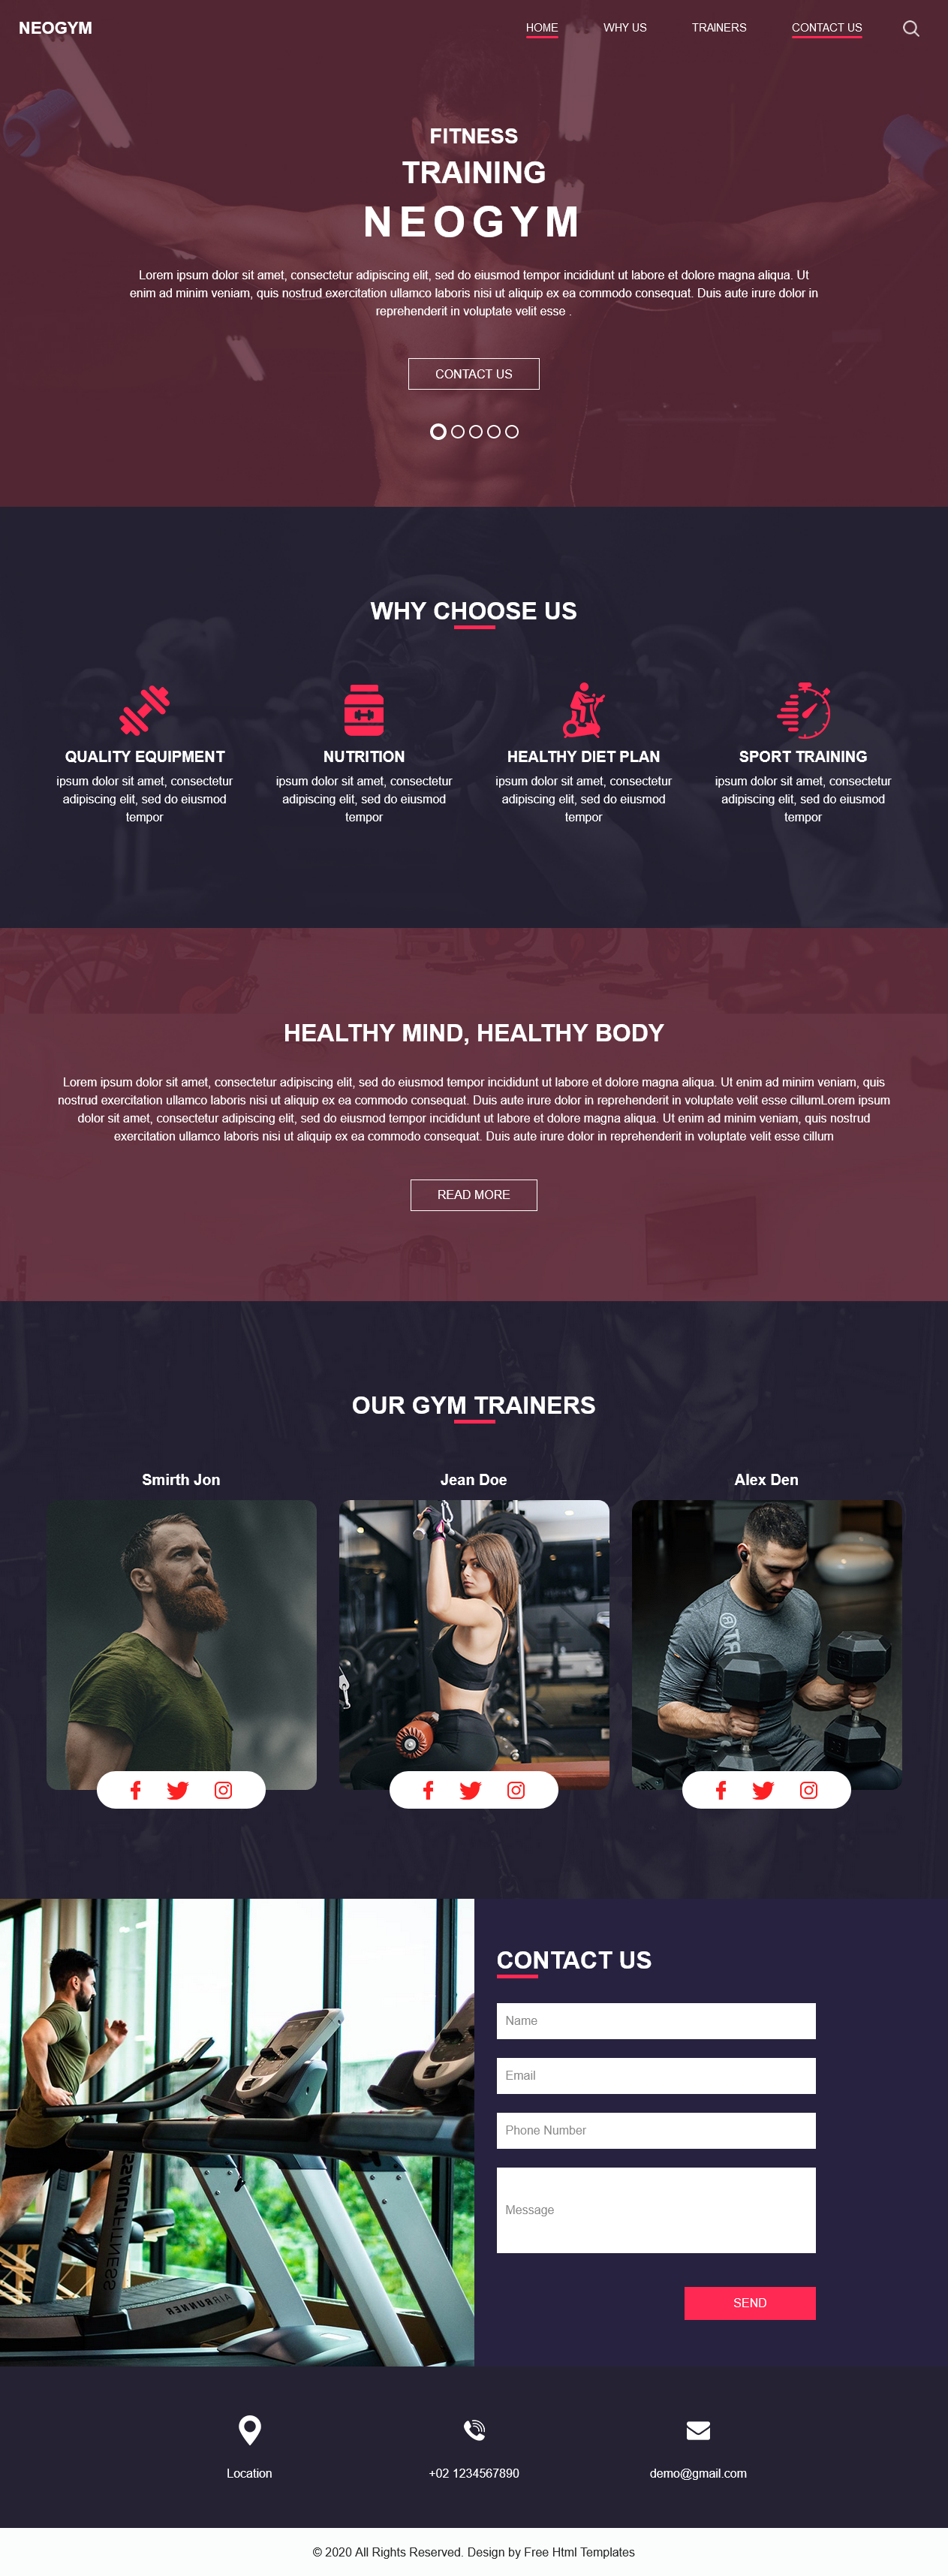 NEOGYM
HOME
WHY US
TRAINERS
CONTACT US
FITNESS
TRAINING
NEOGYM
Lorem ipsum dolor sit amet, consectetur adipiscing elit, sed do eiusmod tempor incididunt ut labore et dolore magna aliqua. Ut
enim ad minim veniam, quis nostrud exercitation ullamco laboris nisi ut aliquip ex ea commodo consequat. Duis aute irure dolor in
reprehenderit in voluptate velit esse .
CONTACT US
WHY CHOOSE US
QUALITY EQUIPMENT
ipsum dolor sit amet, consectetur
adipiscing elit, sed do eiusmod
tempor
NUTRITION
ipsum dolor sit amet, consectetur
adipiscing elit, sed do eiusmod
tempor
HEALTHY DIET PLAN
ipsum dolor sit amet, consectetur
adipiscing elit, sed do eiusmod
tempor
SPORT TRAINING
ipsum dolor sit amet, consectetur
adipiscing elit, sed do eiusmod
tempor
HEALTHY MIND, HEALTHY BODY
Lorem ipsum dolor sit amet, consectetur adipiscing elit, sed do eiusmod tempor incididunt ut labore et dolore magna aliqua. Ut enim ad minim veniam, quis
nostrud exercitation ullamco laboris nisi ut aliquip ex ea commodo consequat. Duis aute irure dolor in reprehenderit in voluptate velit esse cillumLorem ipsum
dolor sit amet, consectetur adipiscing elit, sed do eiusmod tempor incididunt ut labore et dolore magna aliqua. Ut enim ad minim veniam, quis nostrud
exercitation ullamco laboris nisi ut aliquip ex ea commodo consequat. Duis aute irure dolor in reprehenderit in voluptate velit esse cillum
READ MORE
OUR GYM TRAINERS
Smirth Jon
Jean Doe
Alex Den
CONTACT US
Name
Email
Phone Number
Message
SEND
AIRRUNNER
Location
+02 1234567890
demo@gmail.com
© 2020 All Rights Reserved. Design by Free Html Templates